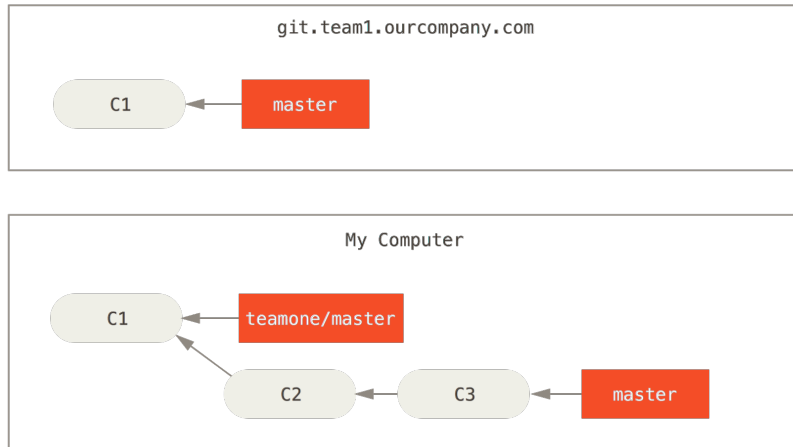 git.team1.ourcompany.com
C1 master
My Computer
C1 teamone/master
C2 C3 master